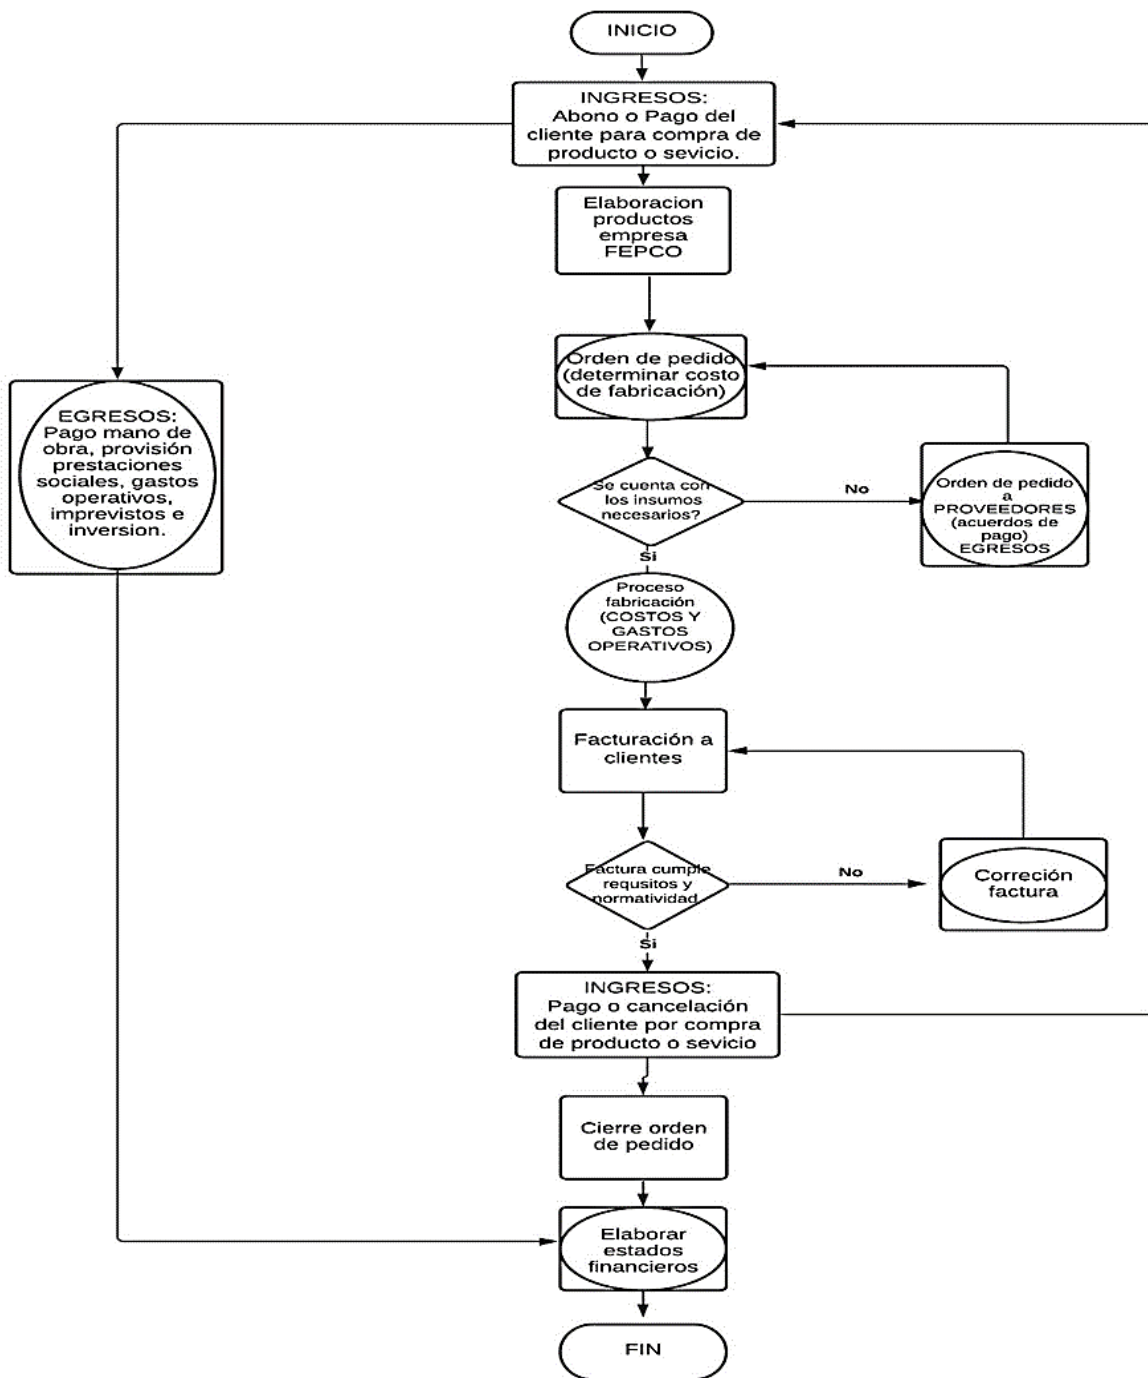 INICIO
INGRESOS:
Abono o Pago del
cliente para compra de
producto o sevicio.
Elaboracion
productos
empresa
FEPCO
Orden de pedido
(determinar costo
de fabricación)
EGRESOS:
Pago mano de
obra, provisión
prestaciones
sociales, gastos
operativos,
imprevistos e
inversion.
Se cuenta con
los insumos
necesarios?
No
Orden de pedido
a
PROVEEDORES
(acuerdos de
pago)
EGRESOS
Si
Proceso
fabricación
(COSTOS Y
GASTOS
OPERATIVOS)
Facturación a
clientes
Factura cumple
requsitos y
normatividad
No
Correción
factura
Si
INGRESOS:
Pago o cancelación
del cliente por compra
de producto o sevicio
Cierre orden
de pedido
Elaborar
estados
financieros
FIN